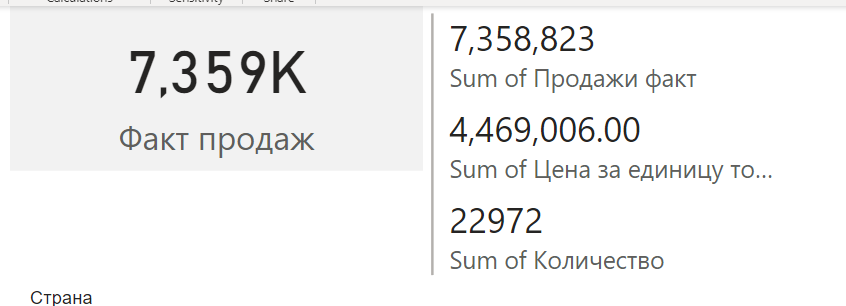 Calculations Sensitivity Share
7,359K
Факт продаж
7,358,823
Sum of Продажи факт
4,469,006.00
Sum of Цена за единицу то...
22972
Sum of Количество
Страна